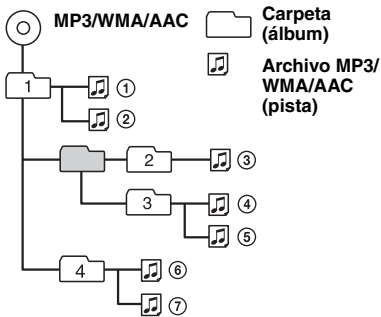 MP3/WMA/AAC
Carpeta
(álbum)
Archivo MP3/
WMA/AAC
(pista)
1
①
②
2
③
3
④
⑤
4
⑥
⑦